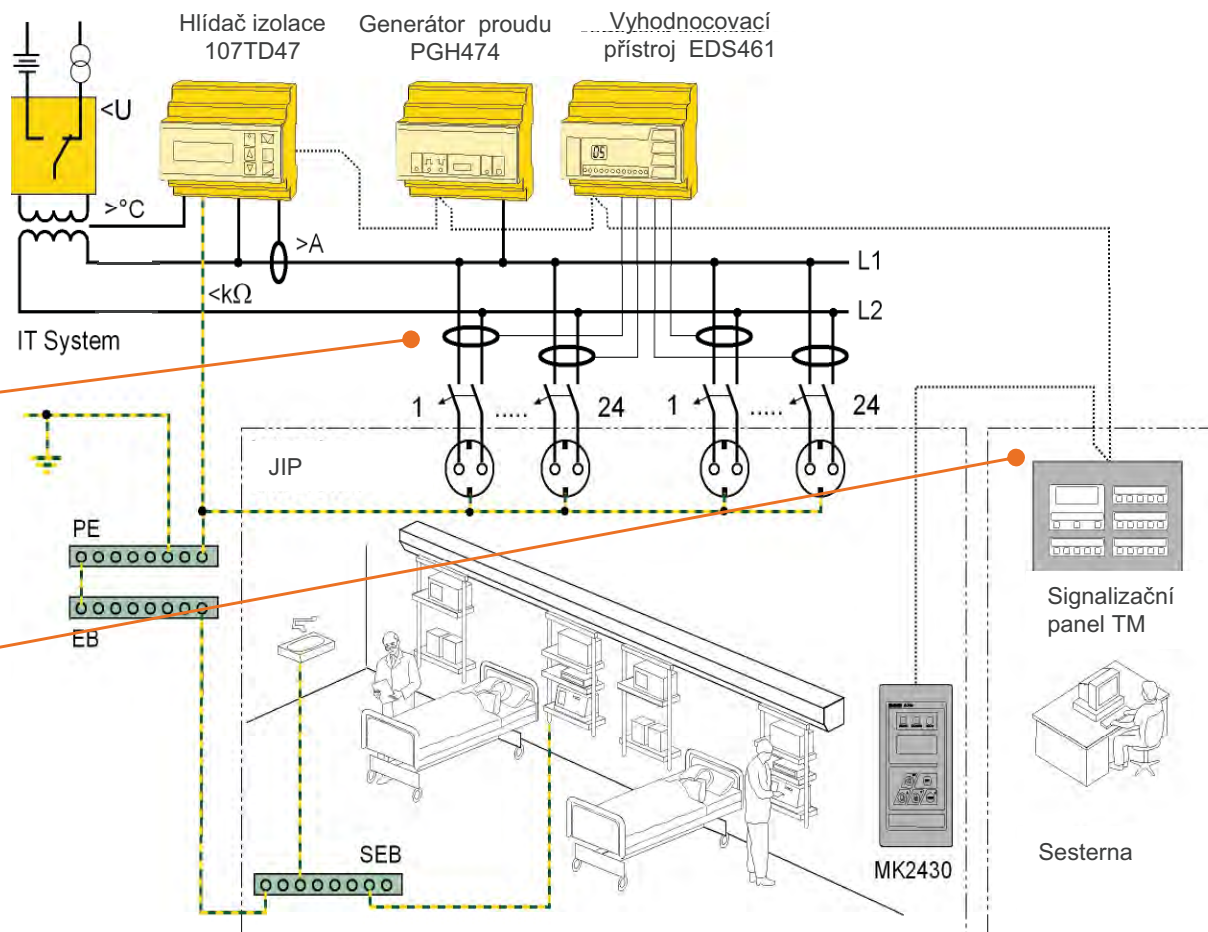 Hlídač izolace
107TD47
Generátor proudu
PGH474
Vyhodnocovací
přístroj EDS461
<U
>°C
>A
05
L1
<kΩ
L2
IT System
1 ..... 24
1 ..... 24
JIP
PE
EB
Signalizační
panel TM
SEB
MK2430
Sesterna